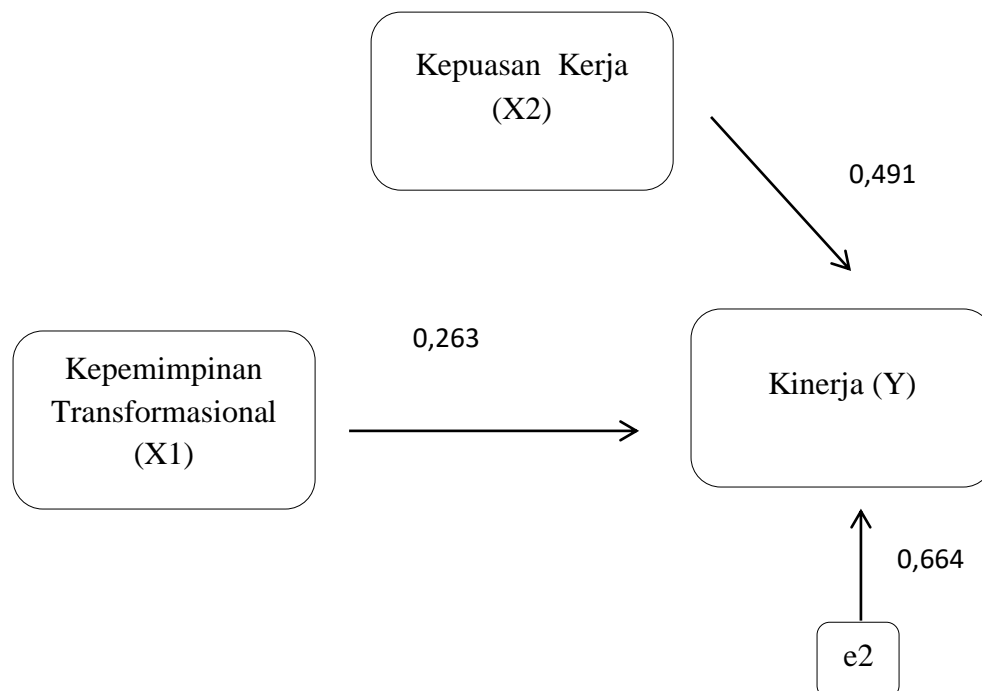 Kepuasan Kerja
(X2)
0,491
0,263
Kepemimpinan
Transformasional
(X1)
Kinerja (Y)
0,664
e2